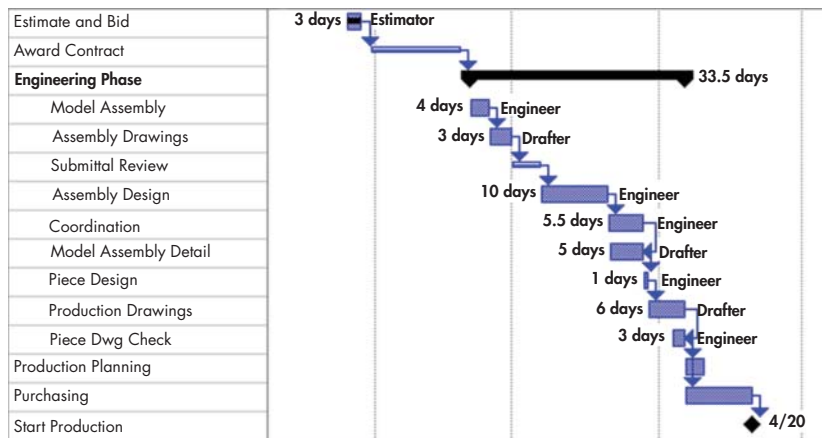 Estimate and Bid 3 days Estimator
Award Contract
Engineering Phase 33.5 days
Model Assembly 4 days Engineer
Assembly Drawings 3 days Drafter
Submittal Review
Assembly Design 10 days Engineer
Coordination 5.5 days Engineer
Model Assembly Detail 5 days Drafter
Piece Design 1 days Engineer
Production Drawings 6 days Drafter
Piece Dwg Check 3 days Engineer
Production Planning
Purchasing
Start Production 4/20